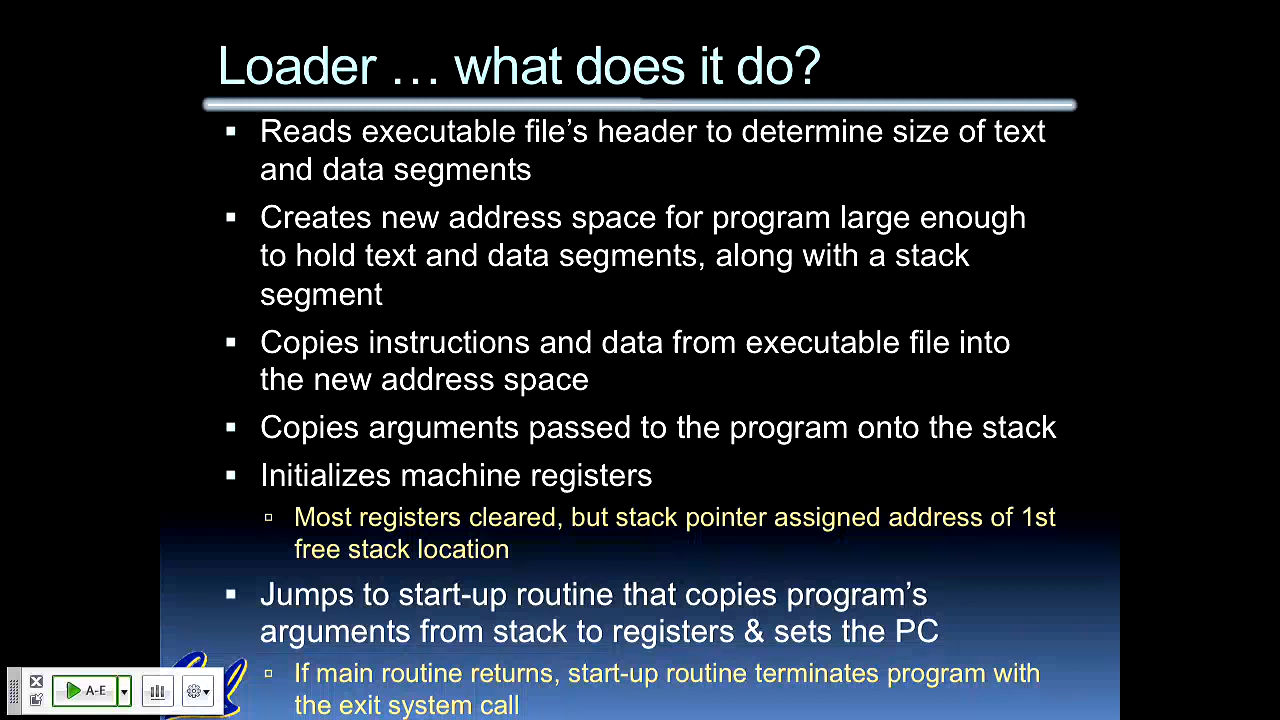 Loader … what does it do?
▪ Reads executable file’s header to determine size of text
and data segments
▪ Creates new address space for program large enough
to hold text and data segments, along with a stack
segment
▪ Copies instructions and data from executable file into
the new address space
▪ Copies arguments passed to the program onto the stack
▪ Initializes machine registers
▫ Most registers cleared, but stack pointer assigned address of 1st
free stack location
▪ Jumps to start-up routine that copies program’s
arguments from stack to registers & sets the PC
▫ If main routine returns, start-up routine terminates program with
the exit system call
A-E